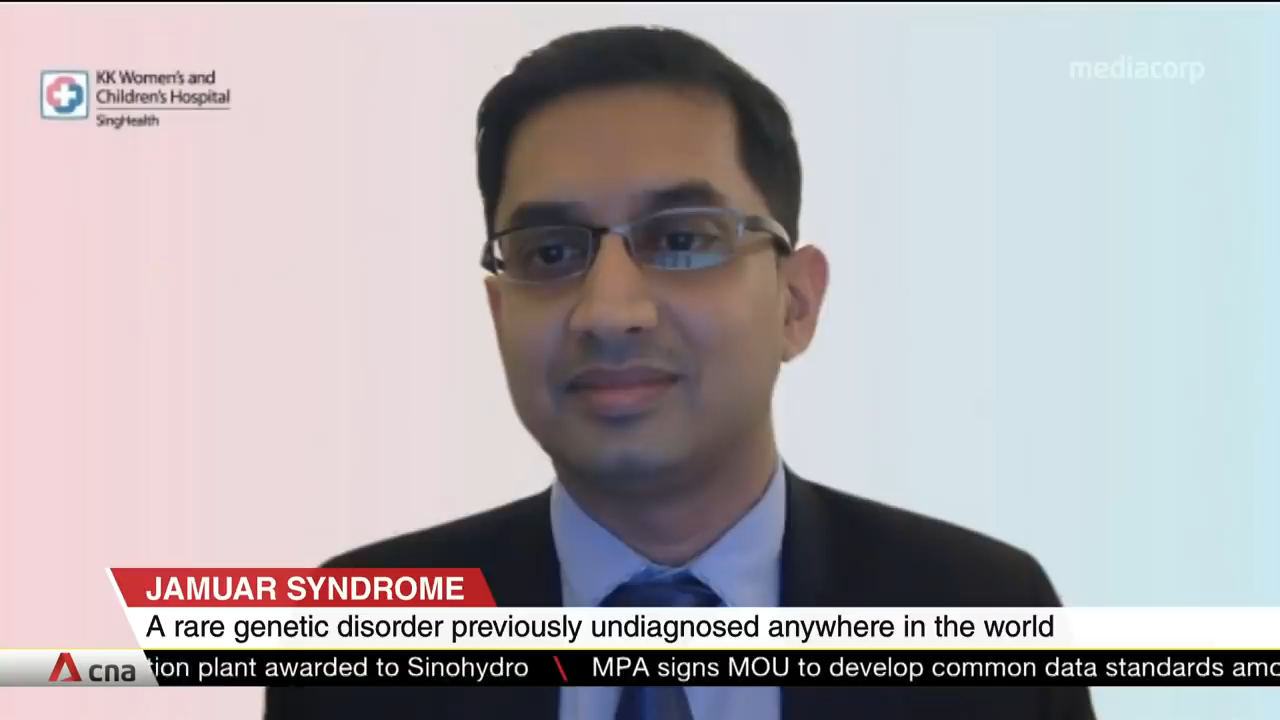 KK Women's and
Children's Hospital
SingHealth
mediacorp
JAMUAR SYNDROME
A rare genetic disorder previously undiagnosed anywhere in the world
cna
tion plant awarded to Sinohydro \ MPA signs MOU to develop common data standards amo